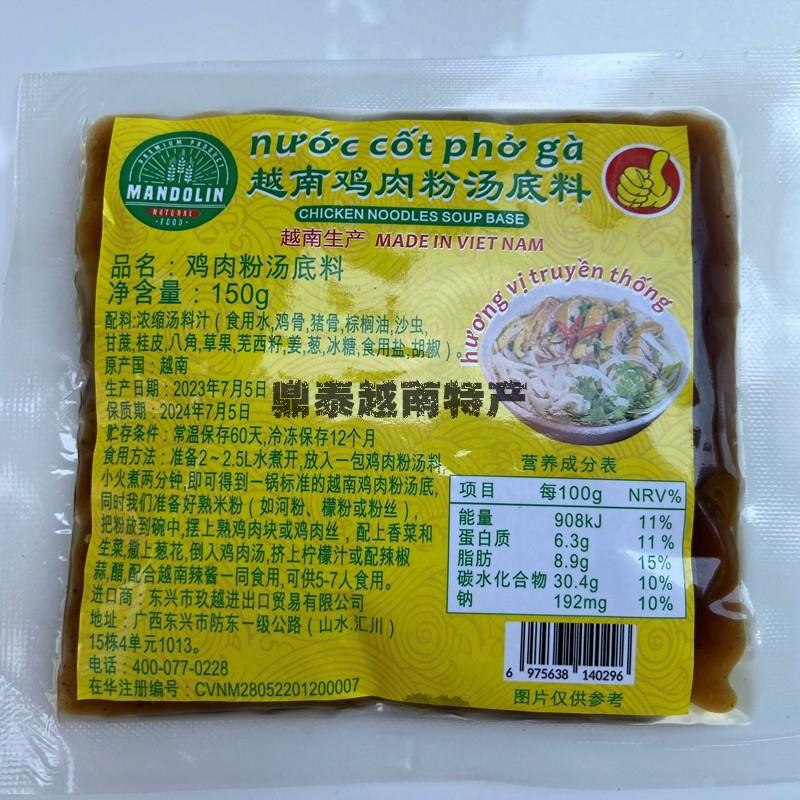 PREMIUM PRODUCT
MANDOLIN
NATURAL
FOOD
nước cốt phở gà
越南鸡肉粉汤底料
CHICKEN NOODLES SOUP BASE
越南生产 MADE IN VIET NAM
品名：鸡肉粉汤底料
净含量：150g
配料:浓缩汤料汁（食用水,鸡骨,猪骨,棕榈油,沙虫,
甘蔗,桂皮,八角,草果,芫西籽,姜,葱,冰糖,食用盐,胡椒）。
原产国:越南
生产日期：2023年7月5日
保质期：2024年7月5日
贮存条件：常温保存60天,冷冻保存12个月
食用方法：准备2~2.5L水煮开,放入一包鸡肉粉汤料,
小火煮两分钟,即可得到一锅标准的越南鸡肉粉汤底,
同时我们准备好熟米粉（如河粉、檬粉或粉丝），
把粉放到碗中,摆上熟鸡肉块或鸡肉丝，配上香菜和
生菜,撒上葱花,倒入鸡肉汤,挤上柠檬汁或配辣椒
蒜,醋,配合越南辣酱一同食用,可供5-7人食用。
进口商：东兴市玖越进出口贸易有限公司
地址：广西东兴市防东一级公路（山水.汇川）
15栋4单元1013。
电话：400-077-0228
在华注册编号：CVNM28052201200007
hương vị truyền thống
鼎泰越南特产
营养成分表
项目 每100g NRV%
能量 908kJ 11%
蛋白质 6.3g 11%
脂肪 8.9g 15%
碳水化合物 30.4g 10%
钠 192mg 10%
6 975638 140296
图片仅供参考